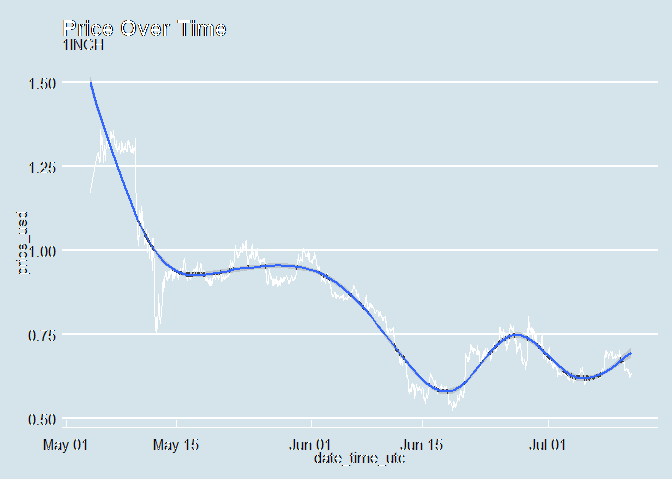 Price Over Time
1INCH
1.50
1.25
price_usd
1.00
0.75
0.50
May 01 May 15 Jun 01 Jun 15 Jul 01
date_time_utc